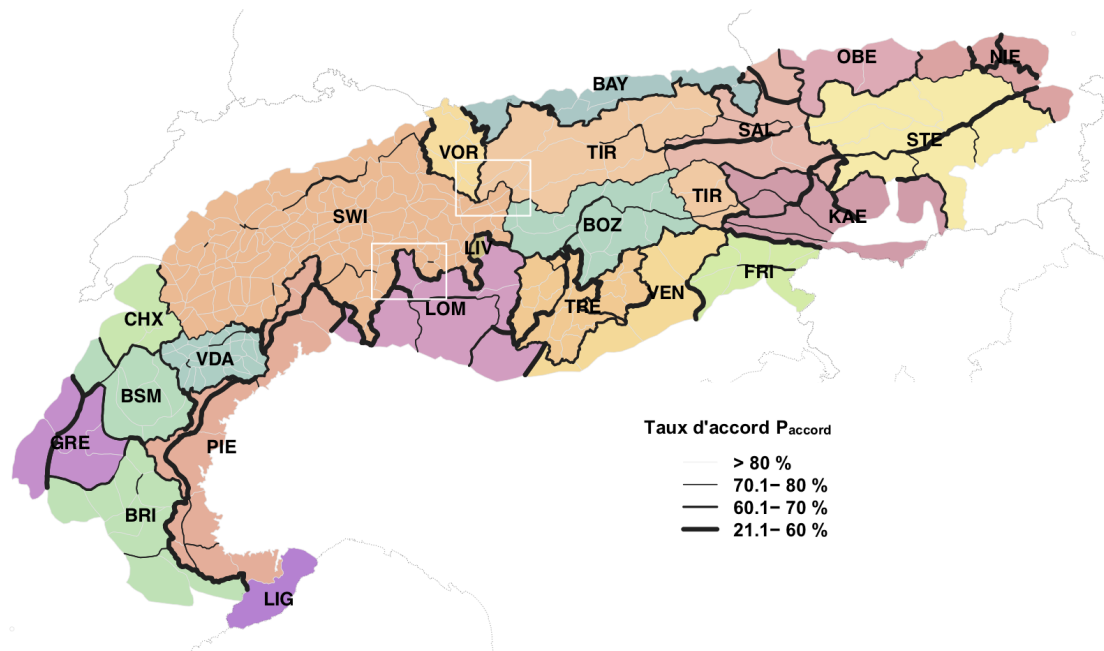 NIE
OBE
BAY
SAL
STE
VOR
TIR
TIR
SWI
BOZ
KAE
LIV
FRI
VEN
TRE
LOM
CHX
VDA
BSM
GRE
PIE
BRI
LIG
Taux d'accord Paccord
> 80 %
70.1− 80 %
60.1− 70 %
21.1− 60 %